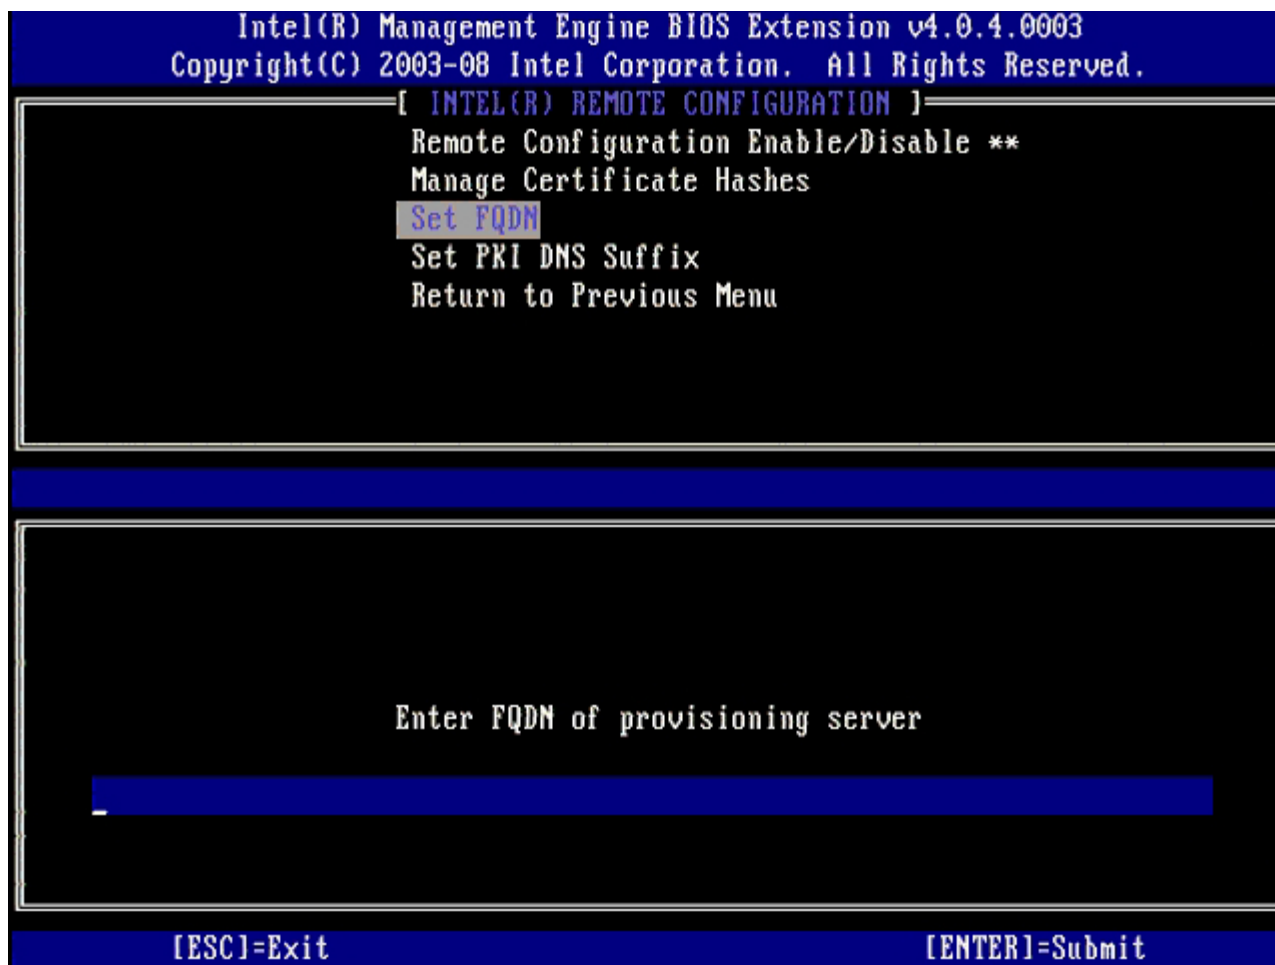 Intel(R) Management Engine BIOS Extension v4.0.4.0003
Copyright(C) 2003-08 Intel Corporation. All Rights Reserved.
[ INTEL(R) REMOTE CONFIGURATION ]
Remote Configuration Enable/Disable **
Manage Certificate Hashes
Set FQDN
Set PKI DNS Suffix
Return to Previous Menu
Enter FQDN of provisioning server
[ESC]=Exit [ENTER]=Submit